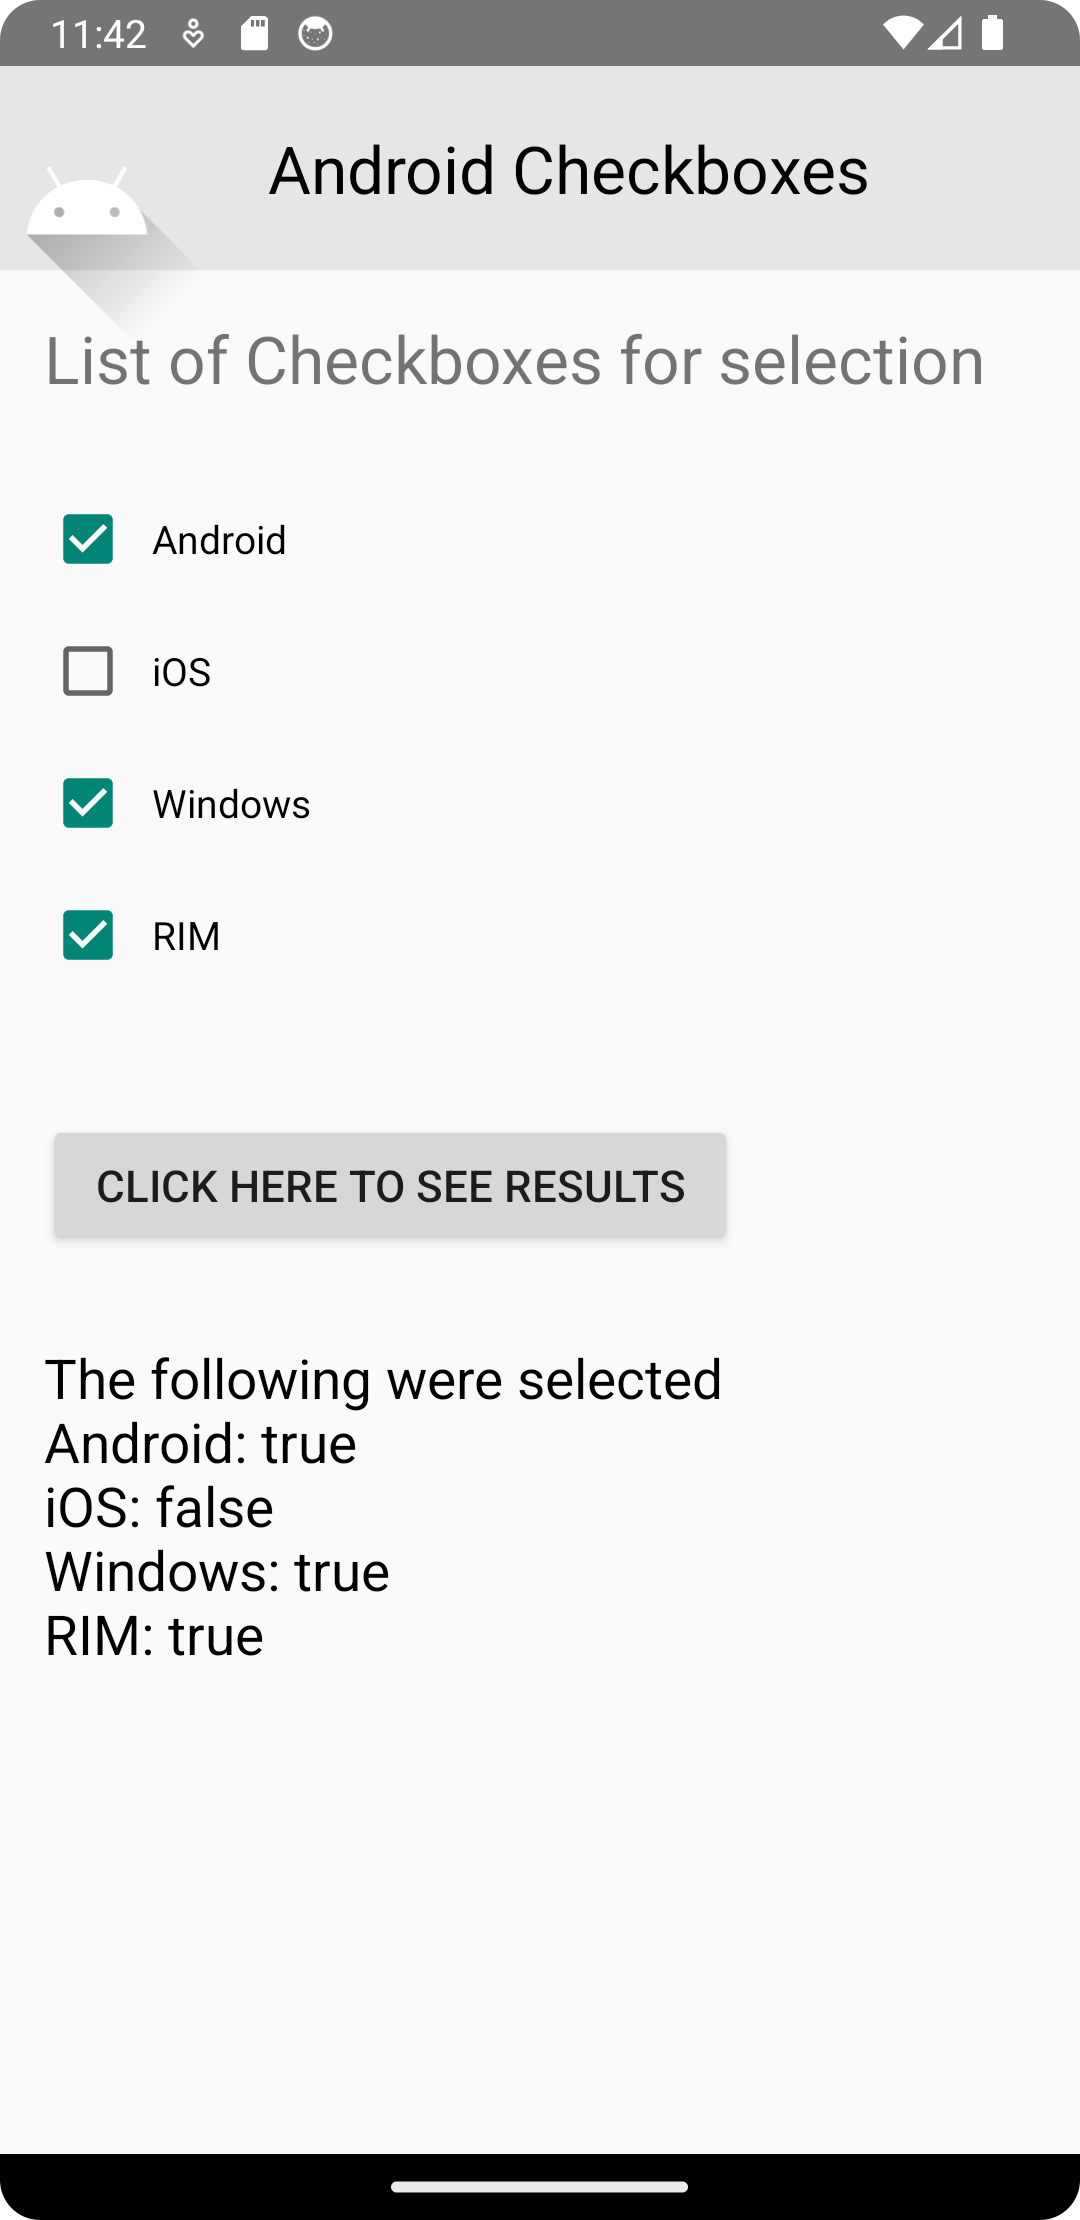 11:42
Android Checkboxes
List of Checkboxes for selection
Android
iOS
Windows
RIM
CLICK HERE TO SEE RESULTS
The following were selected
Android: true
iOS: false
Windows: true
RIM: true